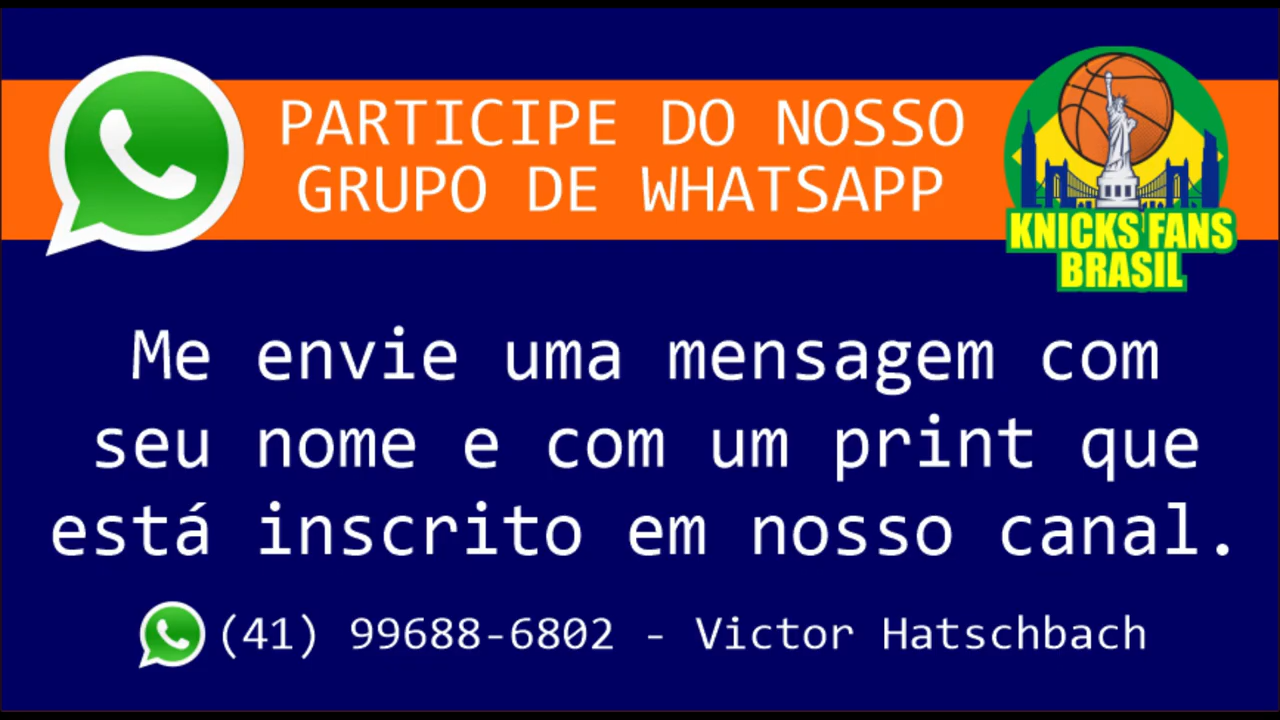 PARTICIPE DO NOSSO
GRUPO DE WHATSAPP
KNICKS FANS
BRASIL
Me envie uma mensagem com
seu nome e com um print que
está inscrito em nosso canal.
(41) 99688-6802 - Victor Hatschbach